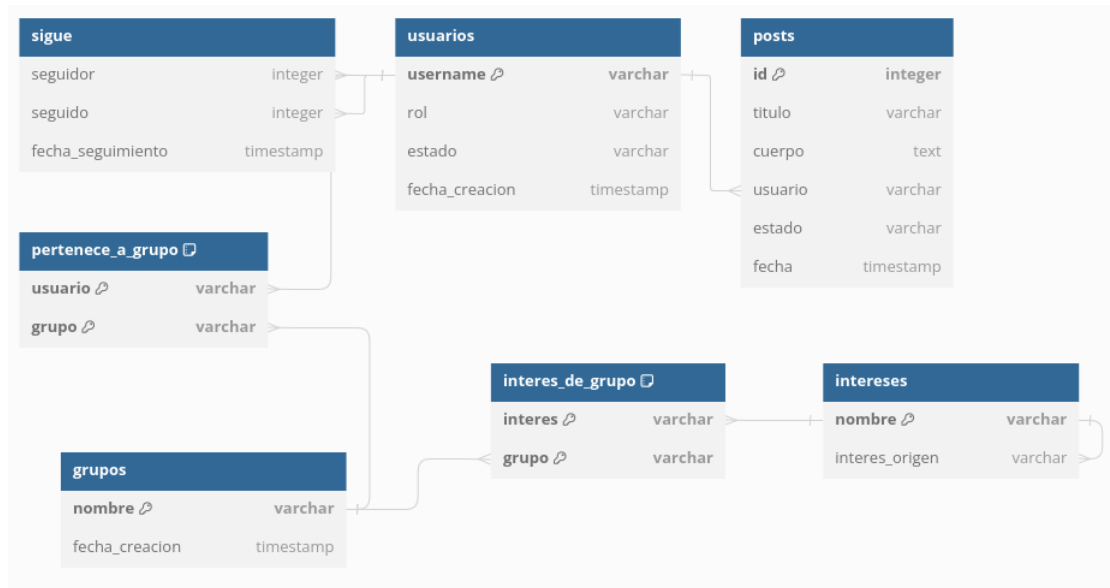 sigue
seguidor integer
seguido integer
fecha_seguimiento timestamp
usuarios
username varchar
rol varchar
estado varchar
fecha_creacion timestamp
posts
id integer
titulo varchar
cuerpo text
usuario varchar
estado varchar
fecha timestamp
pertenece_a_grupo
usuario varchar
grupo varchar
interes_de_grupo
interes varchar
grupo varchar
intereses
nombre varchar
interes_origen varchar
grupos
nombre varchar
fecha_creacion timestamp